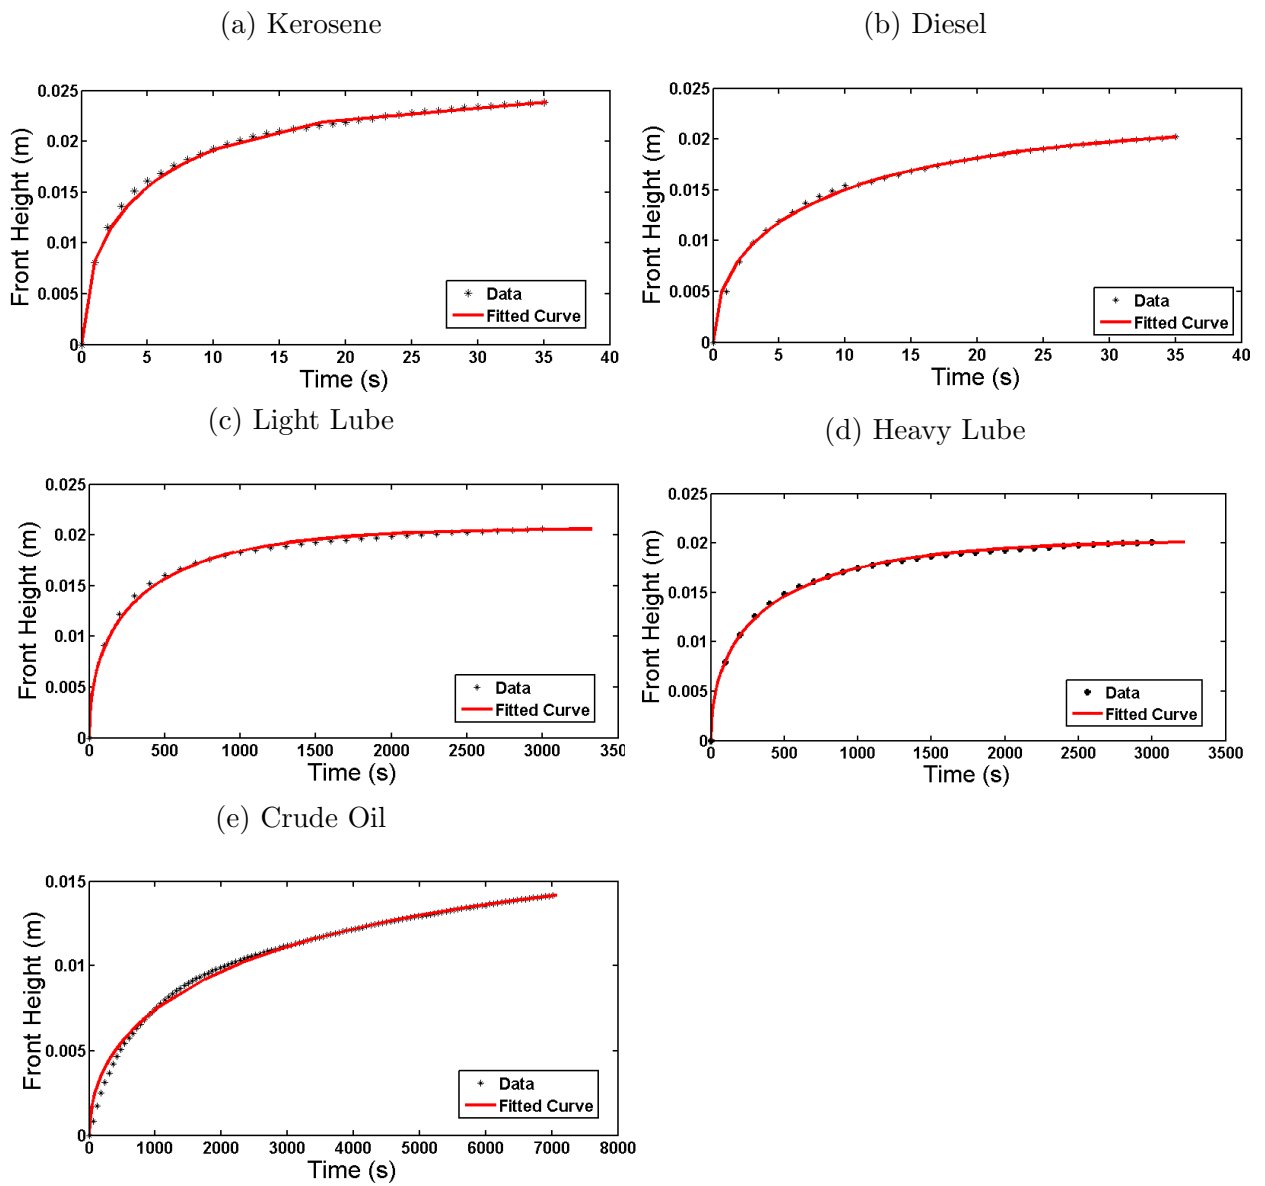 (a) Kerosene
(b) Diesel
0.025
0.02
0.015
0.01
0.005
0
Front Height (m)
Data
Fitted Curve
0 5 10 15 20 25 30 35 40
Time (s)
0.025
0.02
0.015
0.01
0.005
0
Front Height (m)
Data
Fitted Curve
0 5 10 15 20 25 30 35 40
Time (s)
(c) Light Lube
(d) Heavy Lube
0.025
0.02
0.015
0.01
0.005
0
Front Height (m)
Data
Fitted Curve
0 500 1000 1500 2000 2500 3000 350
Time (s)
0.025
0.02
0.015
0.01
0.005
0
Front Height (m)
Data
Fitted Curve
0 500 1000 1500 2000 2500 3000 3500
Time (s)
(e) Crude Oil
0.015
0.01
0.005
0
Front Height (m)
Data
Fitted Curve
0 1000 2000 3000 4000 5000 6000 7000 8000
Time (s)